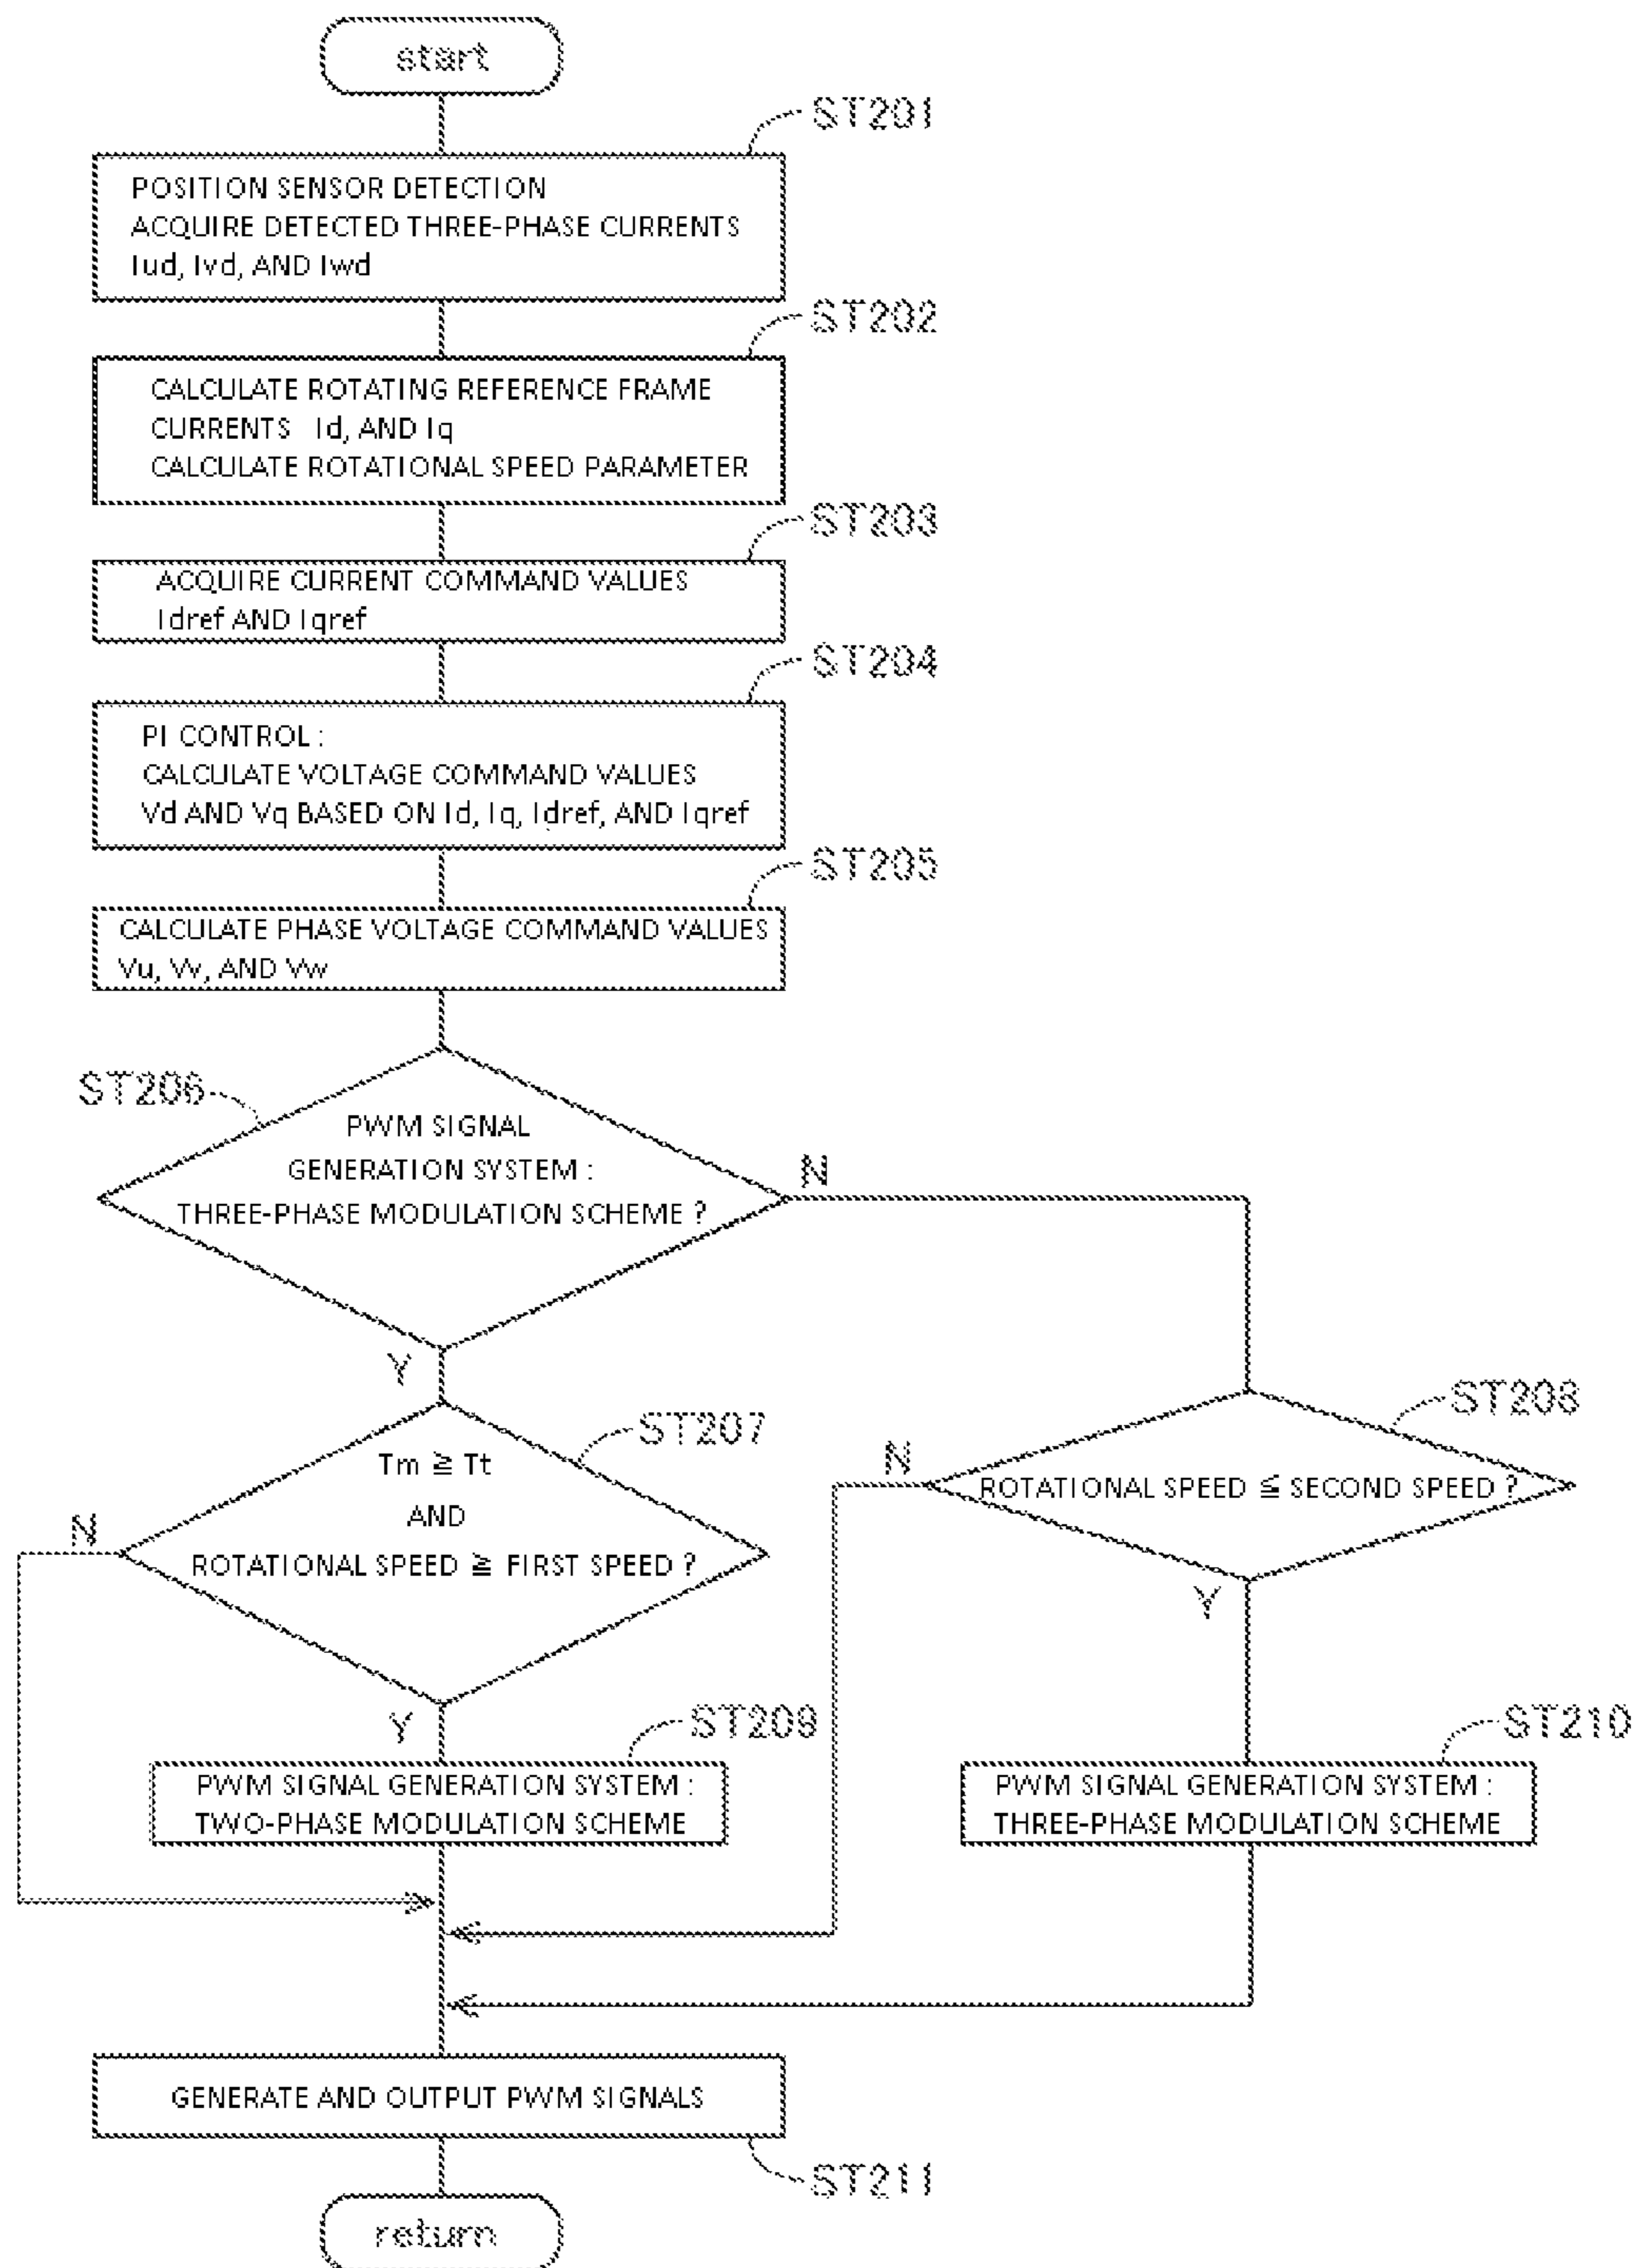 start
ST201
POSITION SENSOR DETECTION
ACQUIRE DETECTED THREE-PHASE CURRENTS
Iud, Ivd, AND Iwd
ST202
CALCULATE ROTATING REFERENCE FRAME
CURRENTS Id, AND Iq
CALCULATE ROTATIONAL SPEED PARAMETER
ST203
ACQUIRE CURRENT COMMAND VALUES
Idref AND Iqref
ST204
PI CONTROL :
CALCULATE VOLTAGE COMMAND VALUES
Vd AND Vq BASED ON Id, Iq, Idref, AND Iqref
ST205
CALCULATE PHASE VOLTAGE COMMAND VALUES
Vu, Vv, AND Vw
ST206
PWM SIGNAL
GENERATION SYSTEM :
THREE-PHASE MODULATION SCHEME ?
N
Y
ST207
Tm ≧ Tt
AND
ROTATIONAL SPEED ≧ FIRST SPEED ?
N
Y
ST208
ROTATIONAL SPEED ≦ SECOND SPEED ?
N
Y
ST209
PWM SIGNAL GENERATION SYSTEM :
TWO-PHASE MODULATION SCHEME
ST210
PWM SIGNAL GENERATION SYSTEM :
THREE-PHASE MODULATION SCHEME
GENERATE AND OUTPUT PWM SIGNALS
ST211
return